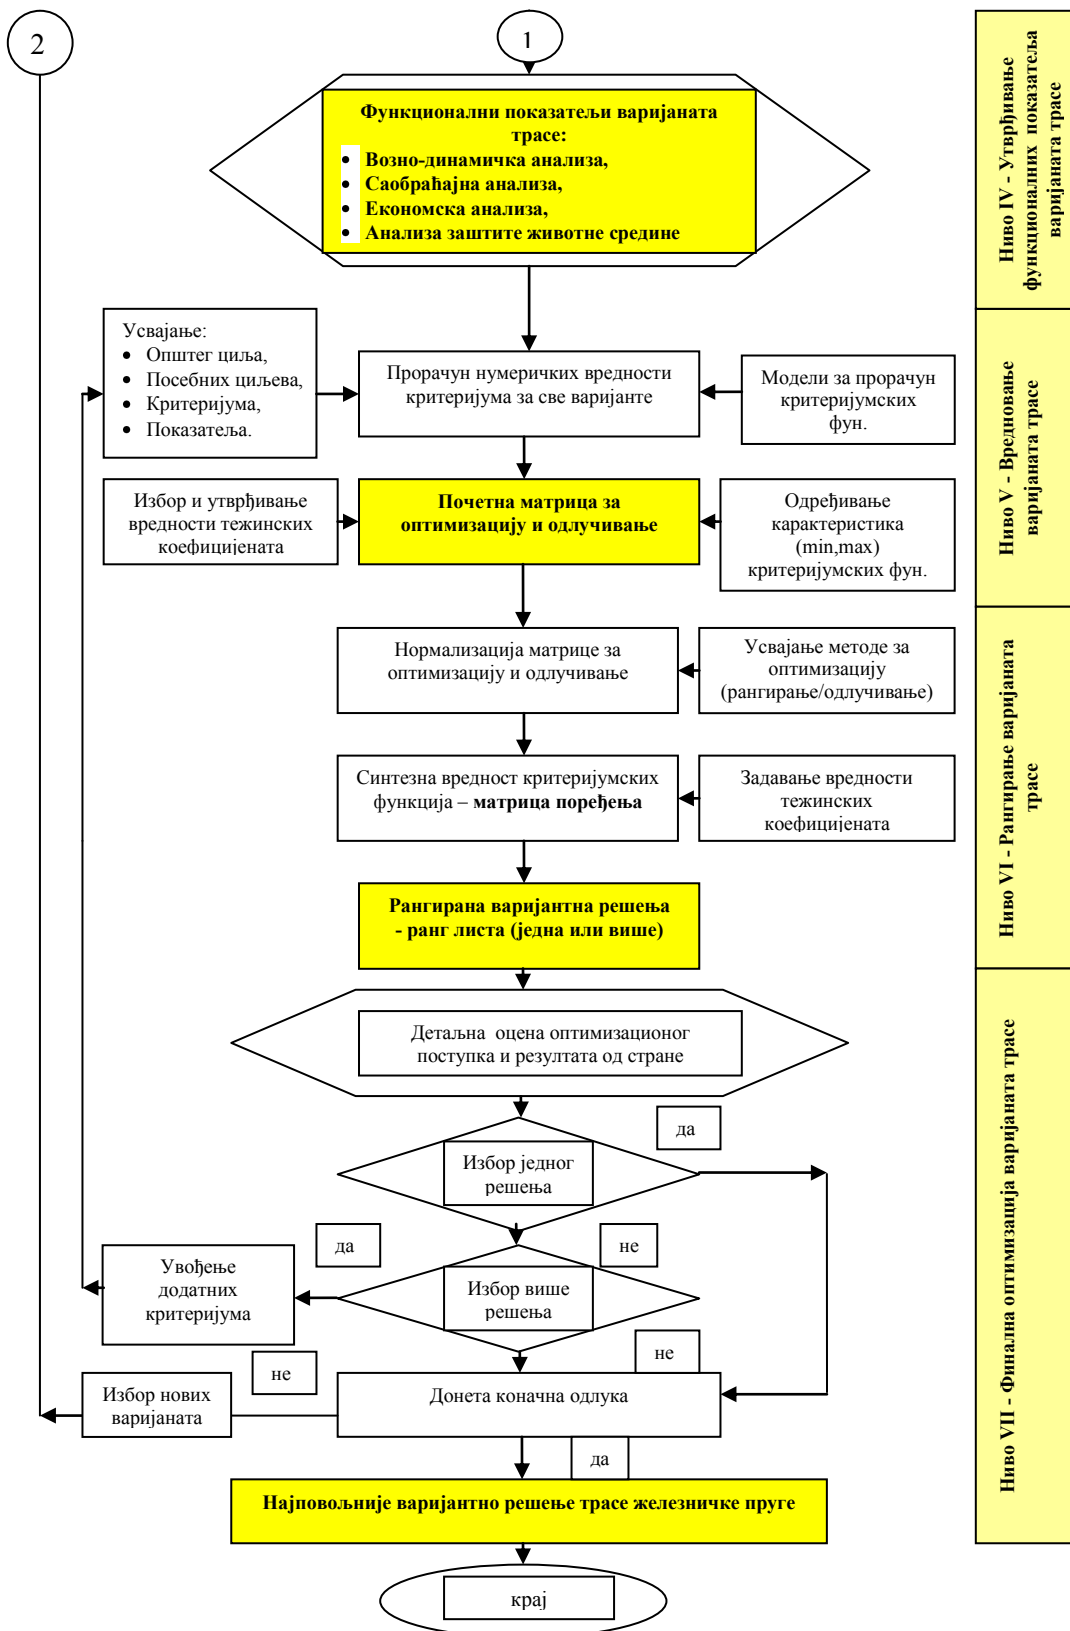 2
1
Функционални показатељи варијаната
трасе:
• Возно-динамичка анализа,
• Саобраћајна анализа,
• Економска анализа,
• Анализа заштите животне средине
Ниво IV - Утврђивање
функционалних показатеља
варијаната трасе
Усвајање:
• Општег циља,
• Посебних циљева,
• Критеријума,
• Показатеља.
Прорачун нумеричких вредности
критеријума за све варијанте
Модели за прорачун
критеријумских
фун.
Ниво V - Вредновање
варијаната трасе
Избор и утврђивање
вредности тежинских
коефицијената
Почетна матрица за
оптимизацију и одлучивање
Одређивање
карактеристика
(min,max)
критеријумских фун.
Нормализација матрице за
оптимизацију и одлучивање
Усвајање методе за
оптимизацију
(рангирање/одлучивање)
Ниво VI - Рангирање варијаната
трасе
Синтезна вредност критеријумских
функција – матрица поређења
Задавање вредности
тежинских
коефицијената
Рангирана варијантна решења
- ранг листа (једна или више)
Детаљна оцена оптимизационог
поступка и резултата од стране
Ниво VII - Финална оптимизација варијаната трасе
да
Избор једног
решења
да
не
Увођење
додатних
критеријума
Избор више
решења
не
не
Избор нових
варијаната
Донета коначна одлука
да
Најповољније варијантно решење трасе железничке пруге
крај